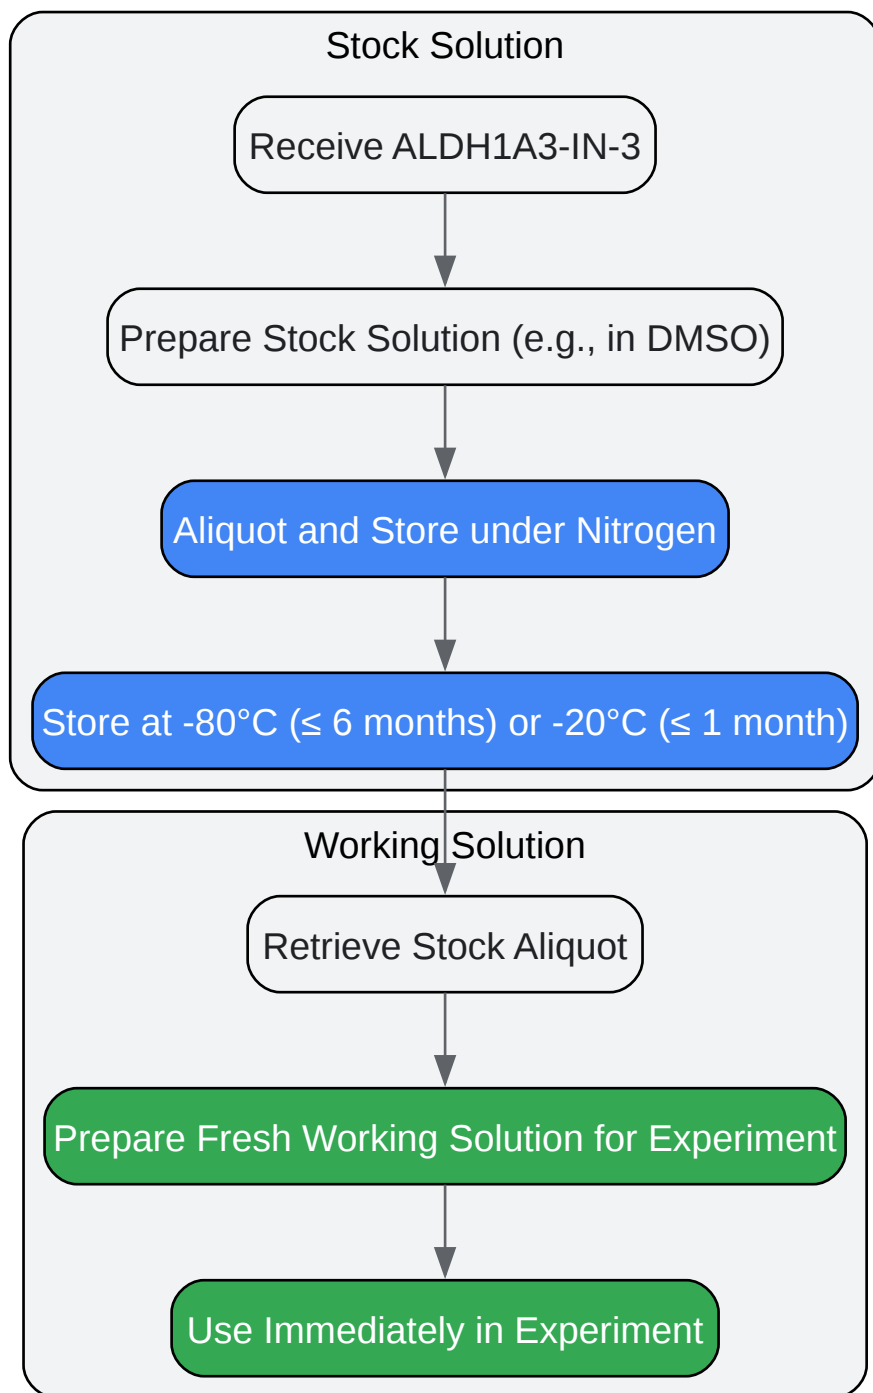 Stock Solution
Receive ALDH1A3-IN-3
Prepare Stock Solution (e.g., in DMSO)
Aliquot and Store under Nitrogen
Store at -80°C (≤ 6 months) or -20°C (≤ 1 month)
Working Solution
Retrieve Stock Aliquot
Prepare Fresh Working Solution for Experiment
Use Immediately in Experiment